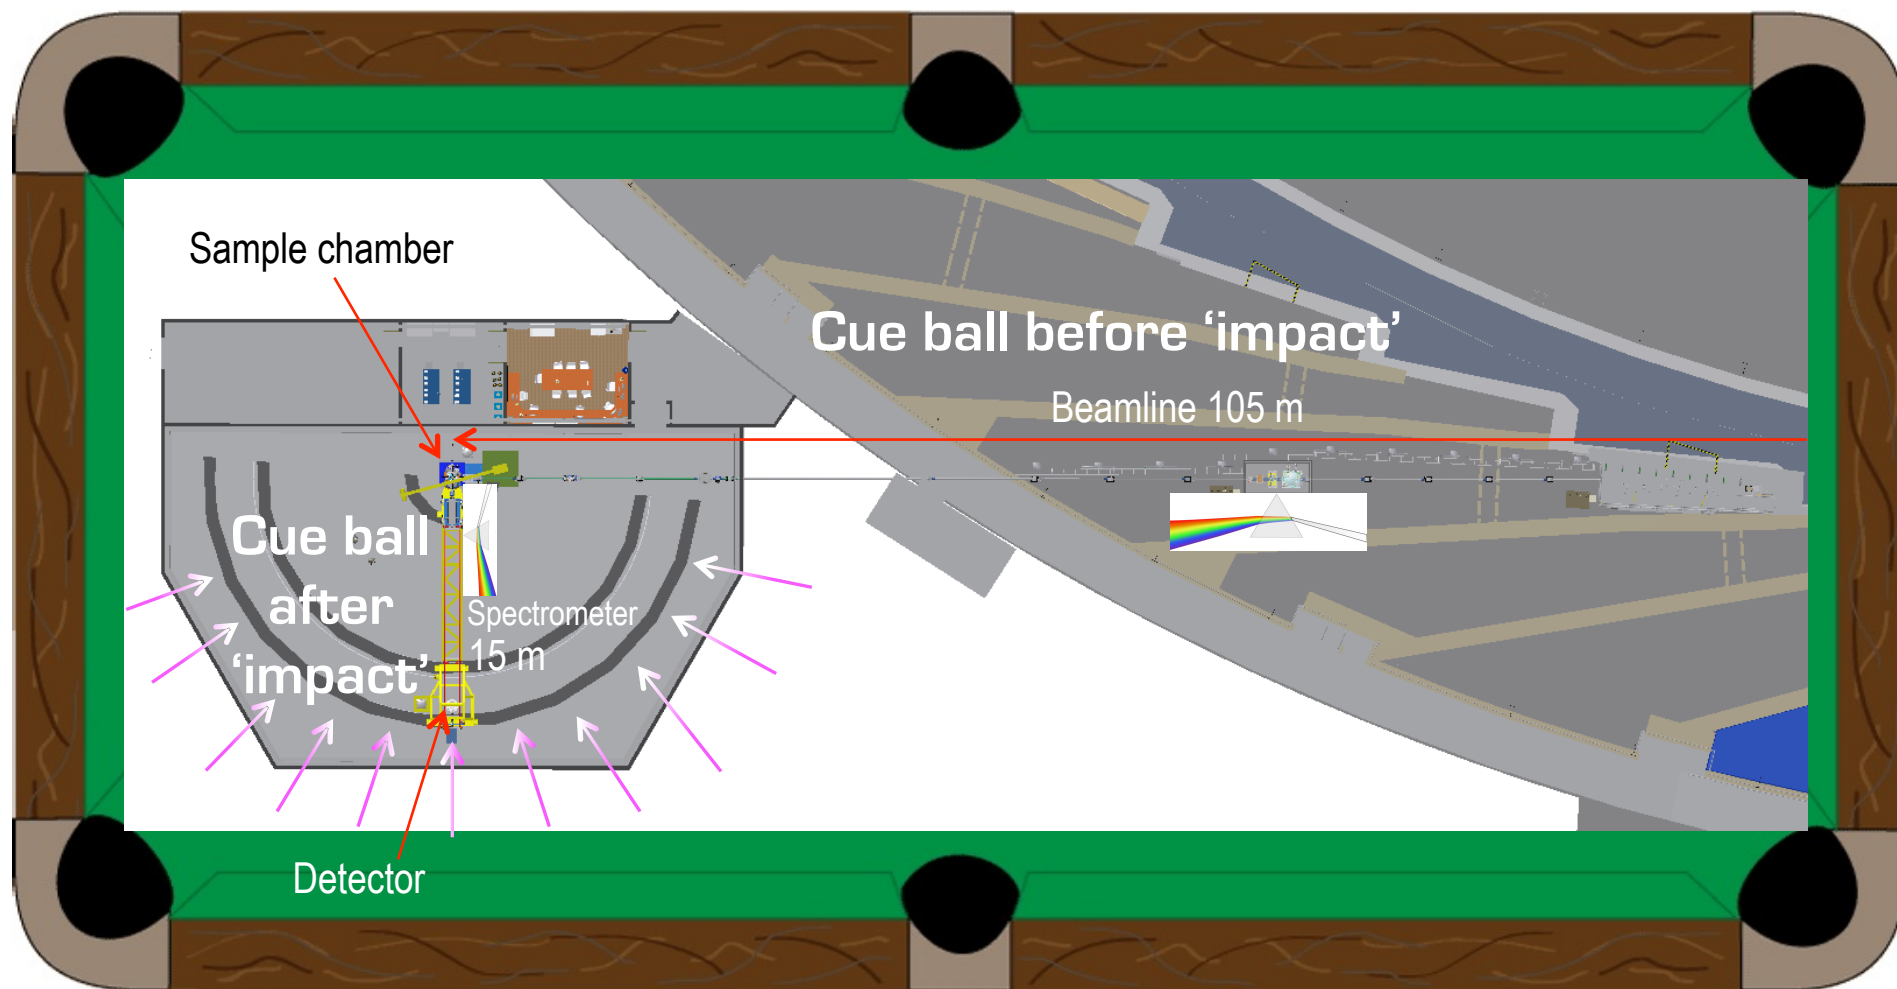 Sample chamber
Cue ball before ‘impact’
Beamline 105 m
Cue ball
after
‘impact’
Spectrometer
15 m
Detector